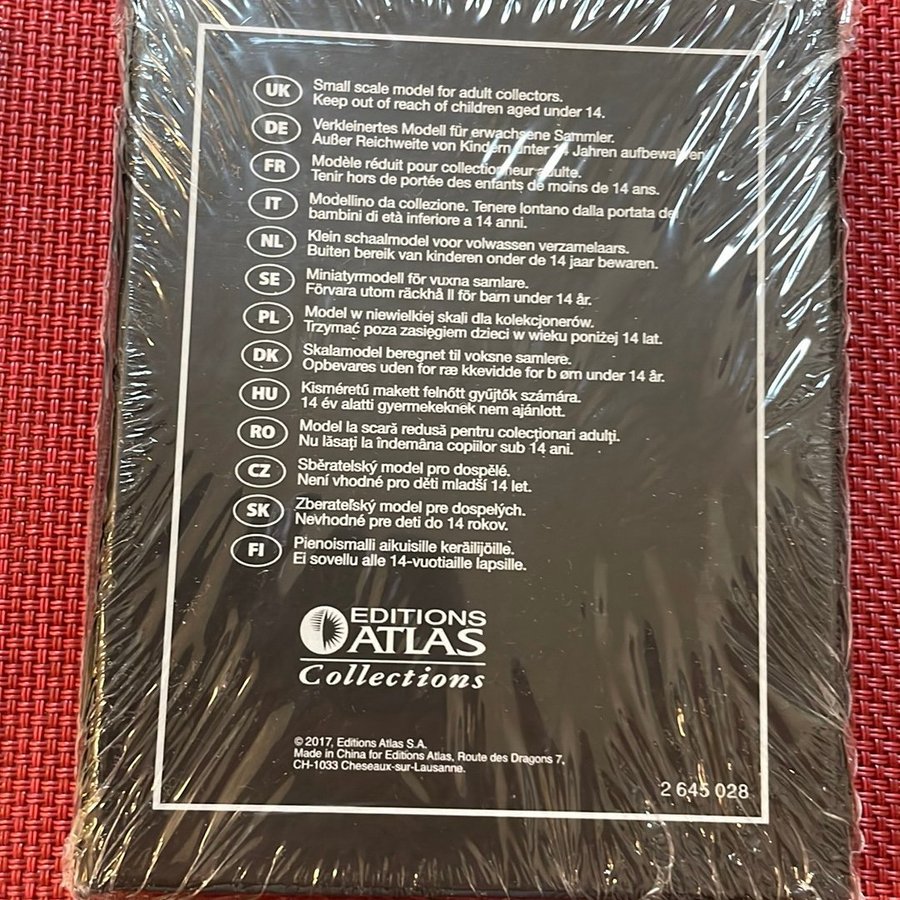 UK Small scale model for adult collectors.
Keep out of reach of children aged under 14.
DE Verkleinertes Modell für erwachsene Sammler.
Außer Reichweite von Kindern unter 14 Jahren aufbewahren
FR Modèle réduit pour collectionneur adulte.
Tenir hors de portée des enfants de moins de 14 ans.
IT Modellino da collezione. Tenere lontano dalla portata dei
bambini di età inferiore a 14 anni.
NL Klein schaalmodel voor volwassen verzamelaars.
Buiten bereik van kinderen onder de 14 jaar bewaren.
SE Miniatyrmodell för vuxna samlare.
Förvara utom räckhå ll för barn under 14 år.
PL Model w niewielkiej skali dla kolekcjonerów.
Trzymać poza zasięgiem dzieci w wieku poniżej 14 lat.
DK Skalamodel beregnet til voksne samlere.
Opbevares uden for ræ kkevidde for b ørn under 14 år.
HU Kisméretű makett felnőtt gyűjtők számára.
14 év alatti gyermekeknek nem ajánlott.
RO Model la scară redusă pentru colecționari adulți.
Nu lăsați la îndemâna copiilor sub 14 ani.
CZ Sběratelský model pro dospělé.
Není vhodné pro děti mladší 14 let.
SK Zberateľský model pre dospelých.
Nevhodné pre deti do 14 rokov.
FI Pienoismalli aikuisille keräilijöille.
Ei sovellu alle 14-vuotiaille lapsille.
EDITIONS
ATLAS
Collections
© 2017, Editions Atlas S.A.
Made in China for Editions Atlas, Route des Dragons 7,
CH-1033 Cheseaux-sur-Lausanne.
2 645 028